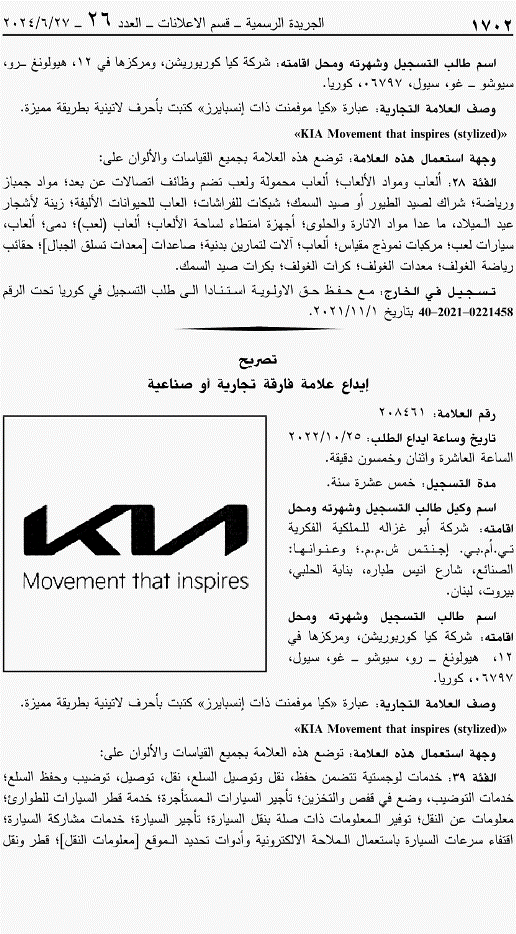 ١٧٠٢ الجريدة الرسمية ــ قسم الاعلانات ــ العدد ٢٦ ــ ٢٠٢٤/٦/٢٧
اسم طالب التسجيل وشهرته ومحل اقامته: شركة كيا كوربوريشن، ومركزها في ١٢، هيولونغ ــرو،
سيوشو ــ غو، سيول، ٠٦٧٩٧، كوريا.
وصف العلامة التجارية: عبارة «كيا موفمنت ذات إنسبايرز» كتبت بأحرف لاتينية بطريقة مميزة.
«KIA Movement that inspires (stylized)»
وجهة استعمال هذه العلامة: توضع هذه العلامة بجميع القياسات والألوان على:
الفئة ٢٨: ألعاب ومواد الألعاب؛ ألعاب محمولة ولعب تضم وظائف اتصالات عن بعد؛ مواد جمباز
ورياضة؛ شراك لصيد الطيور أو صيد السمك؛ شبكات للفراشات؛ العاب للحيوانات الأليفة؛ زينة لأشجار
عيد الميلاد، ما عدا مواد الانارة والحلوى؛ أجهزة امتطاء لساحة الألعاب؛ ألعاب (لعب)؛ دمى؛ ألعاب،
سيارات لعب؛ مركبات نموذج مقياس؛ ألعاب؛ آلات لتمارين بدنية؛ صاعدات [معدات تسلق الجبال]؛ حقائب
رياضة الغولف؛ معدات الغولف؛ كرات الغولف؛ بكرات صيد السمك.
تسجيل في الخارج: مع حفظ حق الاولوية استنادا الى طلب التسجيل في كوريا تحت الرقم
40-2021-0221458 بتاريخ ٢٠٢١/١١/١.
تصريح
إيداع علامة فارقة تجارية أو صناعية
رقم العلامة: ٢٠٨٤٦١
تاريخ وساعة ايداع الطلب: ٢٠٢٢/١٠/٢٥
الساعة العاشرة واثنان وخمسون دقيقة.
مدة التسجيل: خمس عشرة سنة.
اسم وكيل طالب التسجيل وشهرته ومحل
اقامته: شركة أبو غزاله للملكية الفكرية
تي.أم.بي. إجنتس ش.م.م.؛ وعنوانها:
الصنائع، شارع انيس طباره، بناية الحلبي،
بيروت، لبنان.
اسم طالب التسجيل وشهرته ومحل
اقامته: شركة كيا كوربوريشن، ومركزها في
١٢، هيولونغ ــ رو، سيوشو ــ غو، سيول،
٠٦٧٩٧، كوريا.
KIA
Movement that inspires
وصف العلامة التجارية: عبارة «كيا موفمنت ذات إنسبايرز» كتبت بأحرف لاتينية بطريقة مميزة.
«KIA Movement that inspires (stylized)»
وجهة استعمال هذه العلامة: توضع هذه العلامة بجميع القياسات والألوان على:
الفئة ٣٩: خدمات لوجستية تتضمن حفظ، نقل وتوصيل السلع، نقل، توصيل، توضيب وحفظ السلع؛
خدمات التوضيب، وضع في قفص والتخزين؛ تأجير السيارات المستأجرة؛ خدمة قطر السيارات للطوارئ؛
معلومات عن النقل؛ توفير المعلومات ذات صلة بنقل السيارة؛ تأجير السيارة؛ خدمات مشاركة السيارة؛
اقتفاء سرعات السيارة باستعمال الملاحة الالكترونية وأدوات تحديد الموقع [معلومات النقل]؛ قطر ونقل